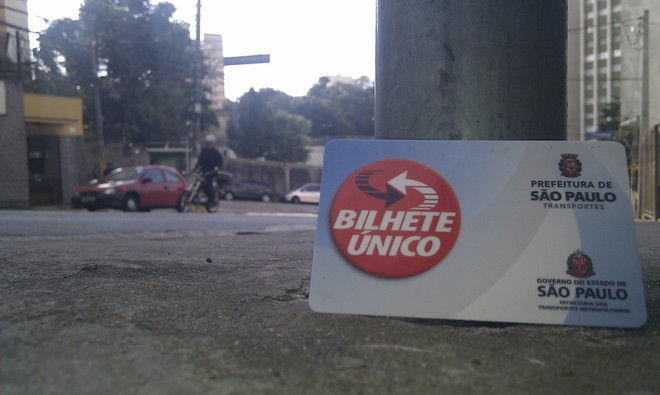 BILHETE
ÚNICO
PREFEITURA DE
SÃO PAULO
TRANSPORTES
GOVERNO DO ESTADO DE
SÃO PAULO
SECRETARIA DOS
TRANSPORTES METROPOLITANOS